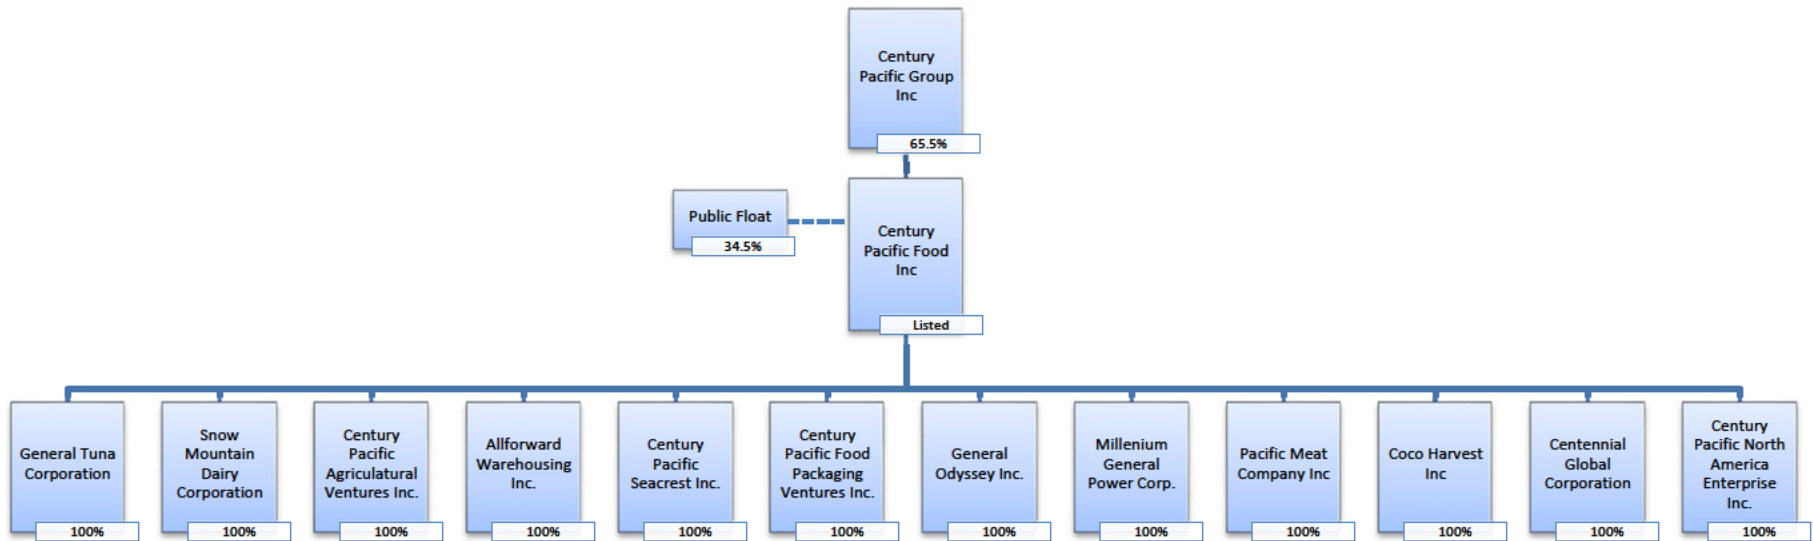 Century
Pacific Group
Inc
65.5%
Public Float
34.5%
Century
Pacific Food
Inc
Listed
General Tuna
Corporation
100%
Snow
Mountain
Dairy
Corporation
100%
Century
Pacific
Agriculatural
Ventures Inc.
100%
Allforward
Warehousing
Inc.
100%
Century
Pacific
Seacrest Inc.
100%
Century
Pacific Food
Packaging
Ventures Inc.
100%
General
Odyssey Inc.
100%
Millenium
General
Power Corp.
100%
Pacific Meat
Company Inc
100%
Coco Harvest
Inc
100%
Centennial
Global
Corporation
100%
Century
Pacific North
America
Enterprise
Inc.
100%